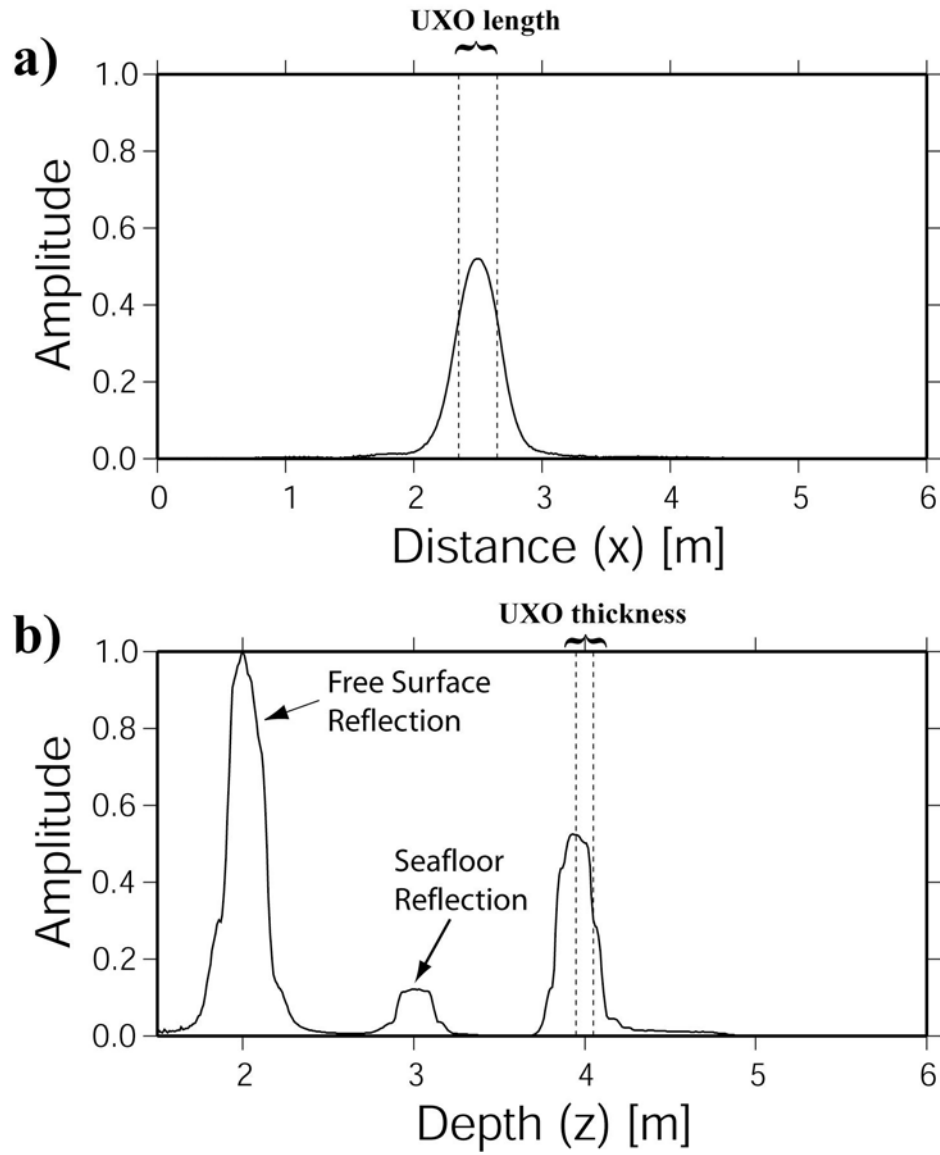 UXO length
a)
1.0
0.8
0.6
0.4
0.2
0.0
Amplitude
0 1 2 3 4 5 6
Distance (x) [m]
UXO thickness
b)
1.0
0.8
0.6
0.4
0.2
0.0
Amplitude
Free Surface
Reflection
Seafloor
Reflection
2 3 4 5 6
Depth (z) [m]